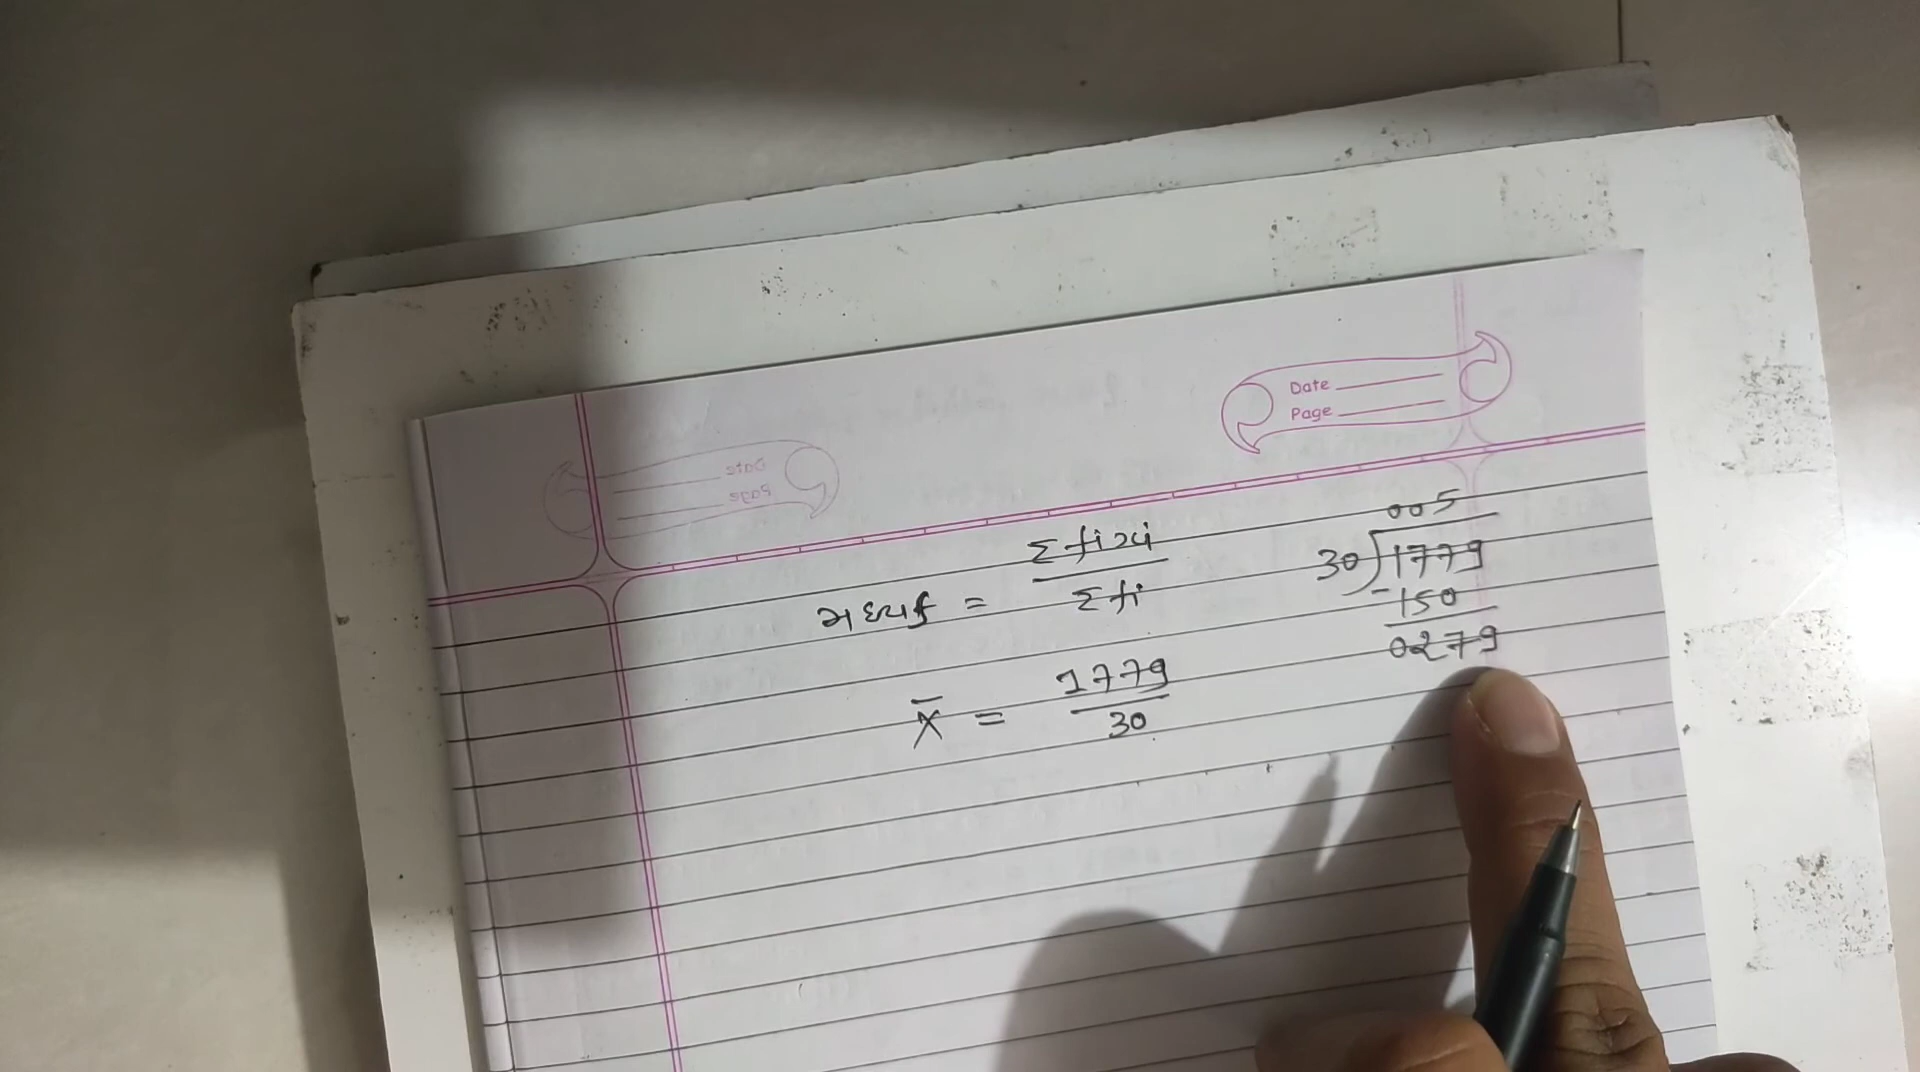 Date
Page
મધ્યક = Σfixi / Σfi
x̄ = 1779 / 30
005
30)1779
-150
0279